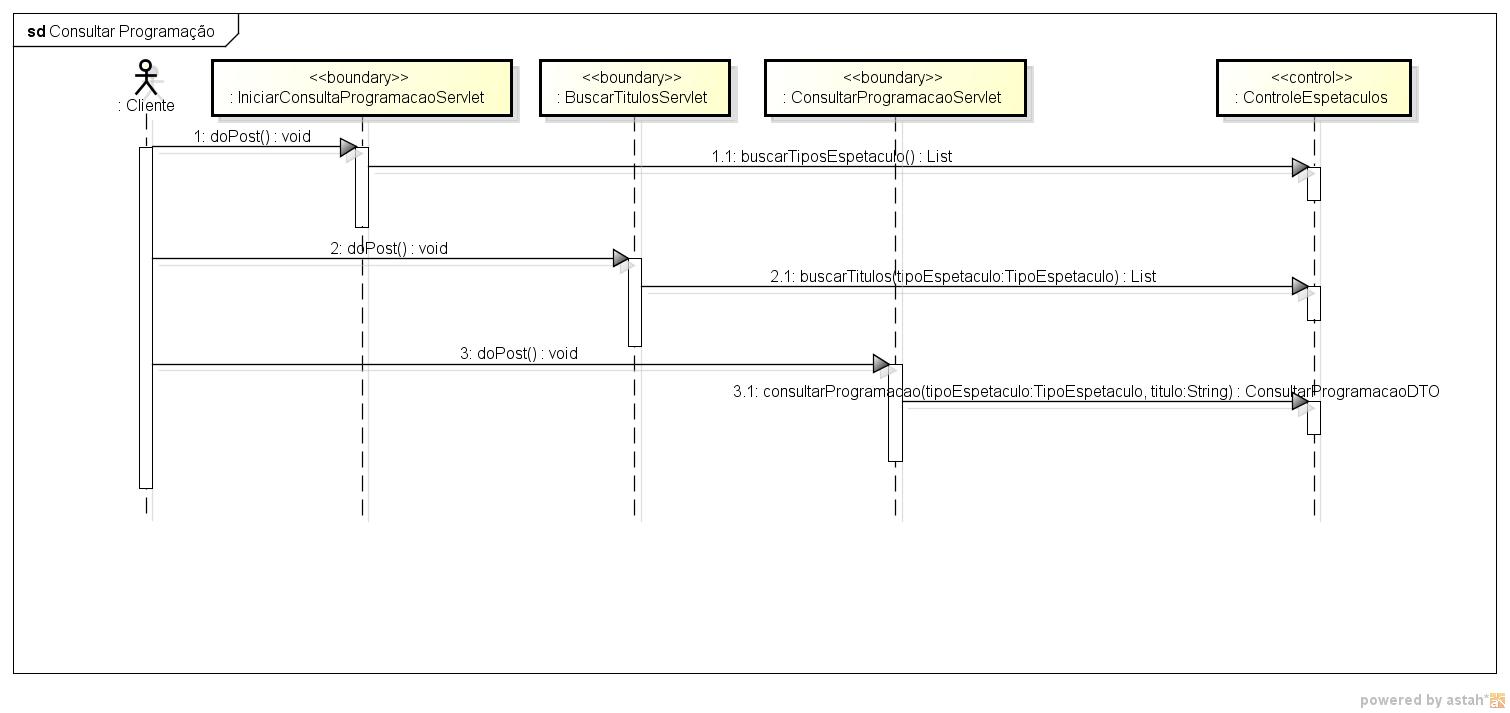 sd Consultar Programação
: Cliente
<<boundary>>
: IniciarConsultaProgramacaoServlet
<<boundary>>
: BuscarTitulosServlet
<<boundary>>
: ConsultarProgramacaoServlet
<<control>>
: ControleEspetaculos
1: doPost() : void
1.1: buscarTiposEspetaculo() : List
2: doPost() : void
2.1: buscarTitulos(tipoEspetaculo:TipoEspetaculo) : List
3: doPost() : void
3.1: consultarProgramacao(tipoEspetaculo:TipoEspetaculo, titulo:String) : ConsultarProgramacaoDTO
powered by astah*